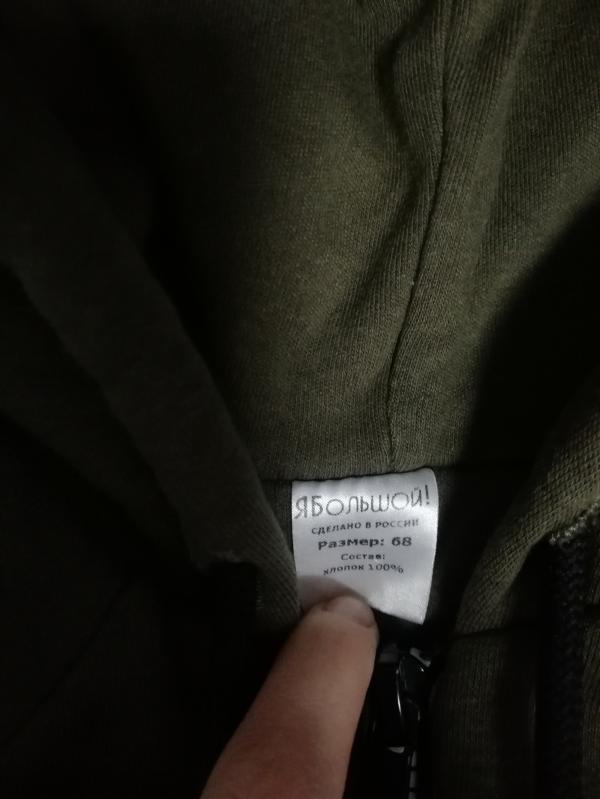 ЯБольшой!
СДЕЛАНО В РОССИИ
Размер: 68
Состав:
хлопок 100%